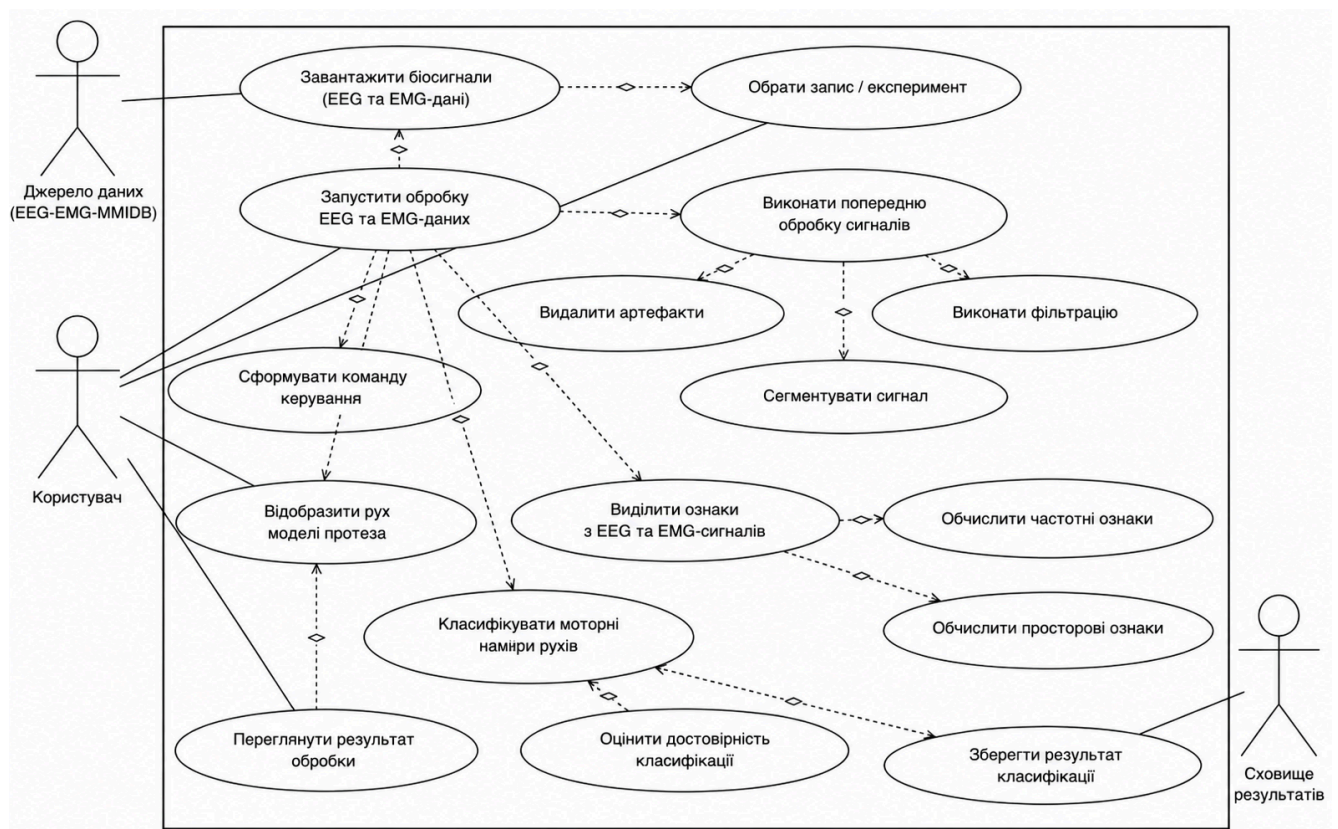 Завантажити біосигнали
(EEG та EMG-дані)
Обрати запис / експеримент
Джерело даних
(EEG-EMG-MMIDB)
Запустити обробку
EEG та EMG-даних
Виконати попередню
обробку сигналів
Видалити артефакти
Виконати фільтрацію
Сформувати команду
керування
Сегментувати сигнал
Користувач
Відобразити рух
моделі протеза
Виділити ознаки
з EEG та EMG-сигналів
Обчислити частотні ознаки
Класифікувати моторні
наміри рухів
Обчислити просторові ознаки
Переглянути результат
обробки
Оцінити достовірність
класифікації
Зберегти результат
класифікації
Сховище
результатів